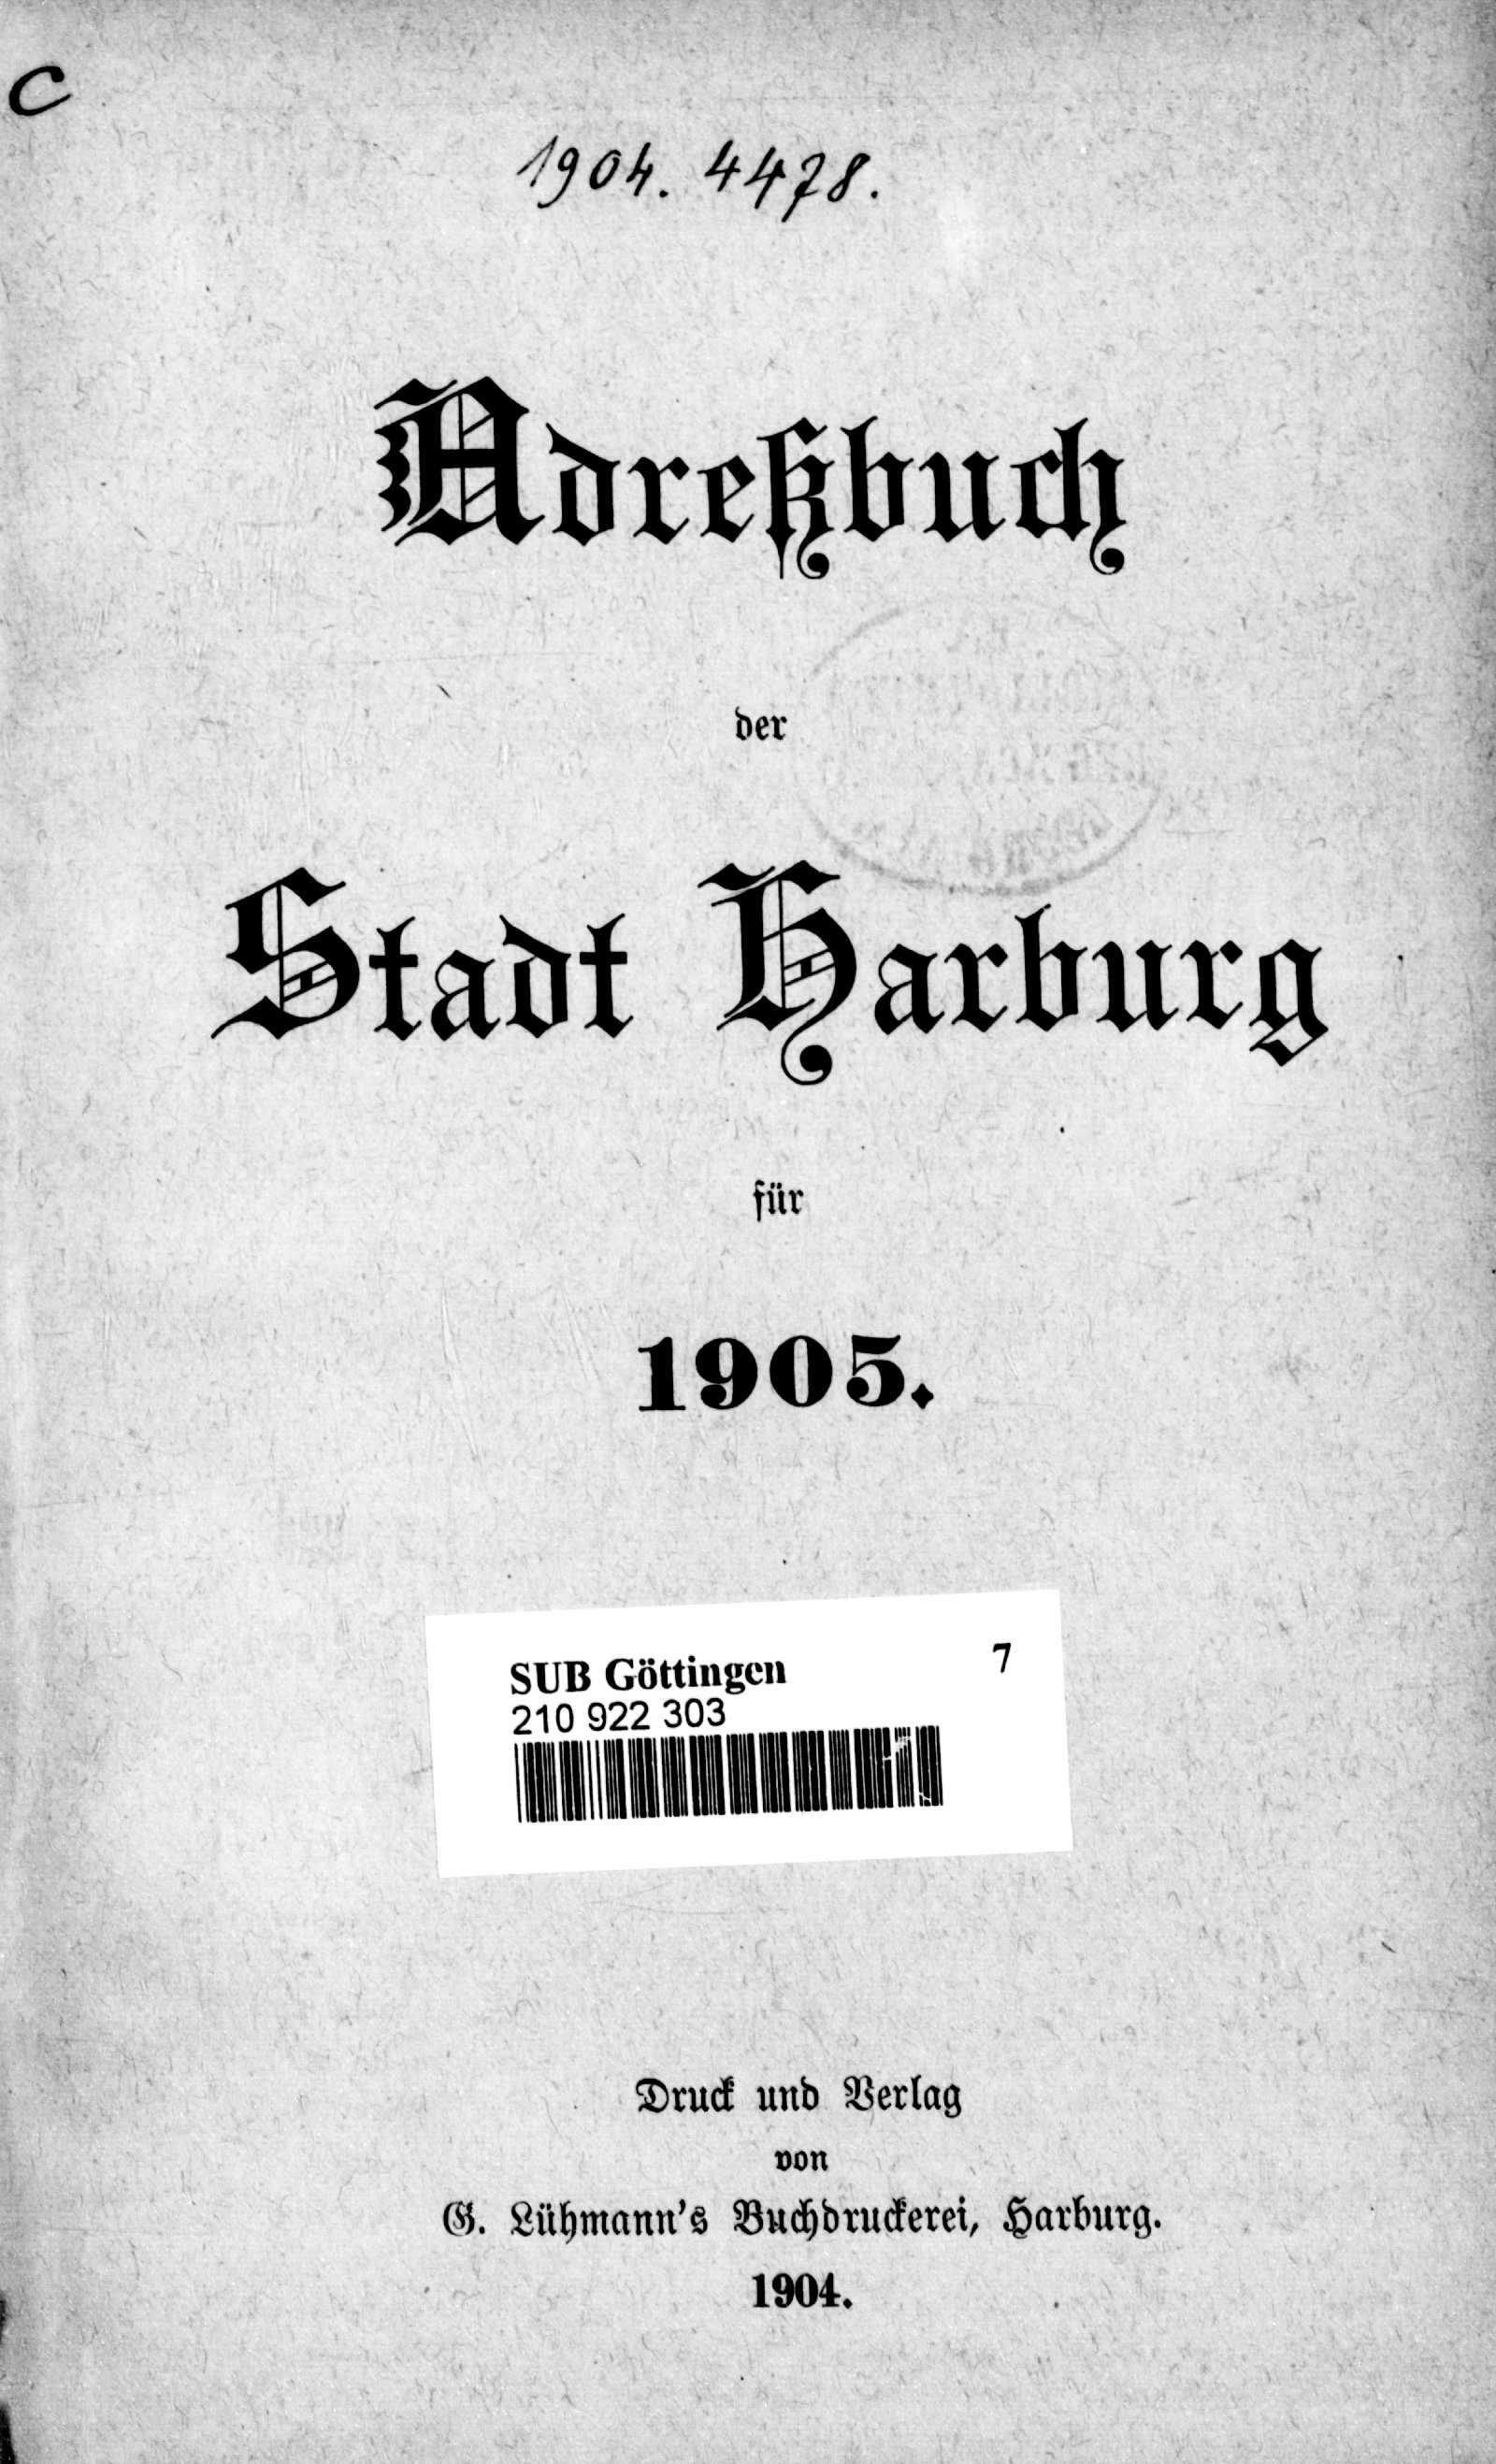 C
1904. 4478.
Adreßbuch
der
Stadt Harburg
für
1905.
SUB Göttingen 7
210 922 303
Druck und Verlag
von
G. Lühmann's Buchdruckerei, Harburg.
1904.